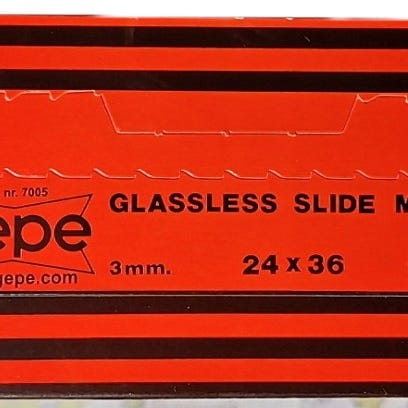 nr. 7005
epe
gepe.com
GLASSLESS SLIDE M
3mm. 24 x 36